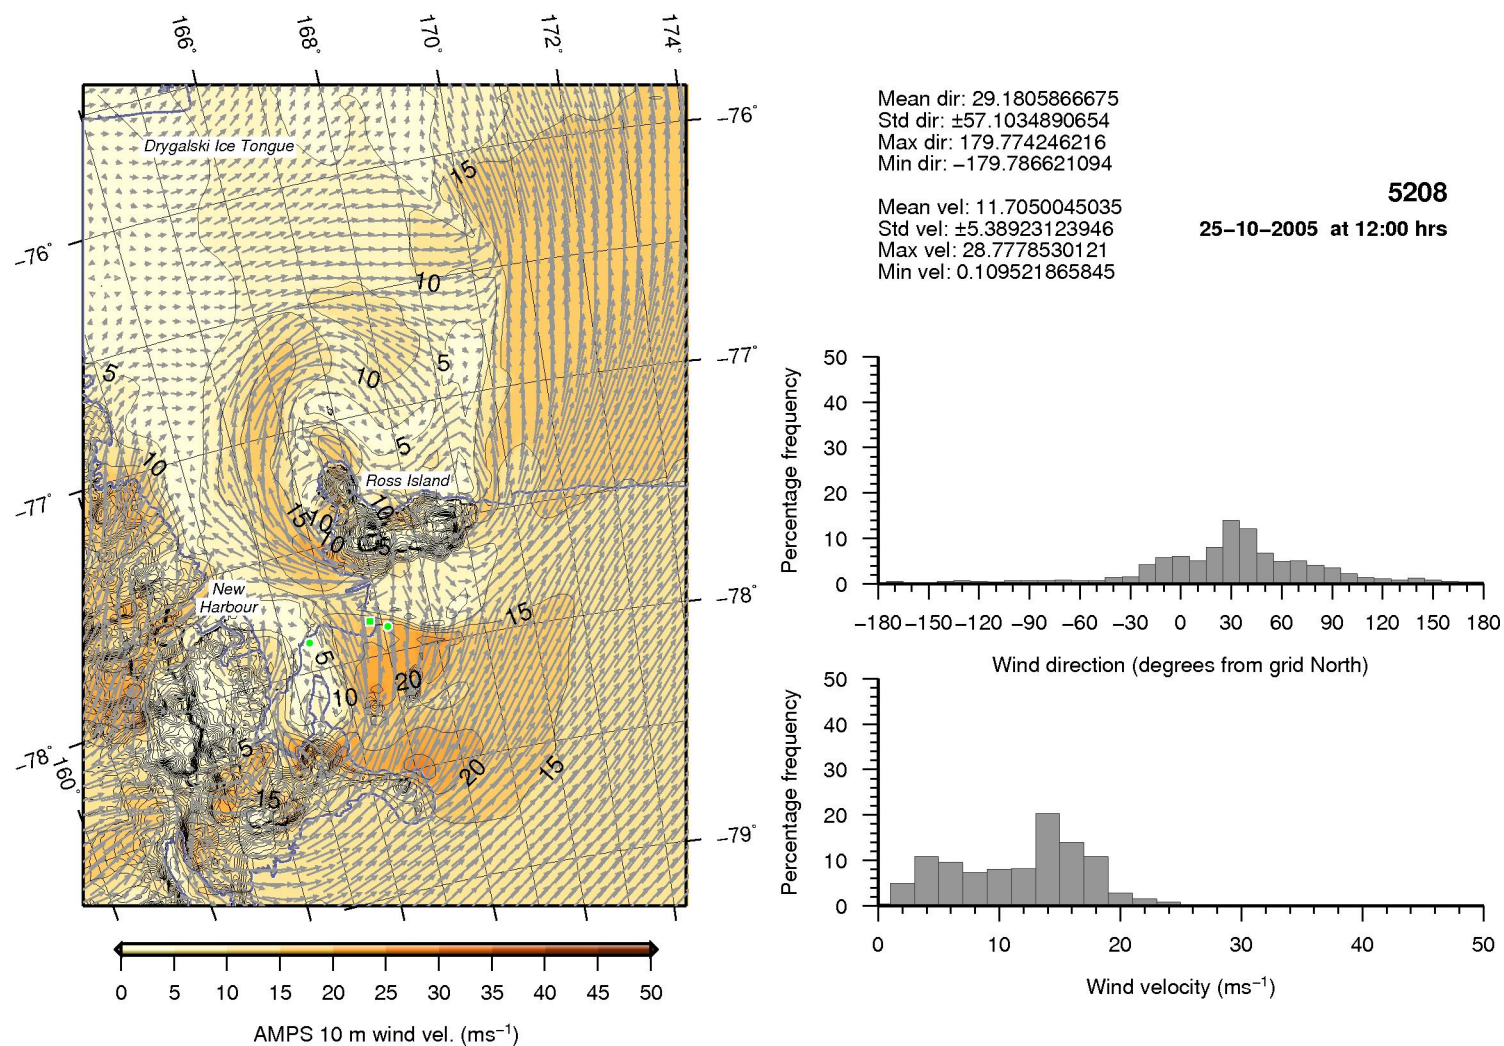 166°
168°
170°
172°
174°
−76°
−77°
−78°
−79°
−76°
−77°
−78°
160°
Drygalski Ice Tongue
15
10
5
10
5
5
10
Ross Island
10
15
10
10
5
New
Harbour
15
5
20
10
5
15
20
15
0 5 10 15 20 25 30 35 40 45 50
AMPS 10 m wind vel. (ms−1)
Mean dir: 29.1805866675
Std dir: ±57.1034890654
Max dir: 179.774246216
Min dir: −179.786621094
Mean vel: 11.7050045035
Std vel: ±5.38923123946
Max vel: 28.7778530121
Min vel: 0.109521865845
5208
25−10−2005 at 12:00 hrs
Percentage frequency
50
40
30
20
10
0
−180 −150 −120 −90 −60 −30 0 30 60 90 120 150 180
Wind direction (degrees from grid North)
Percentage frequency
50
40
30
20
10
0
0 10 20 30 40 50
Wind velocity (ms−1)